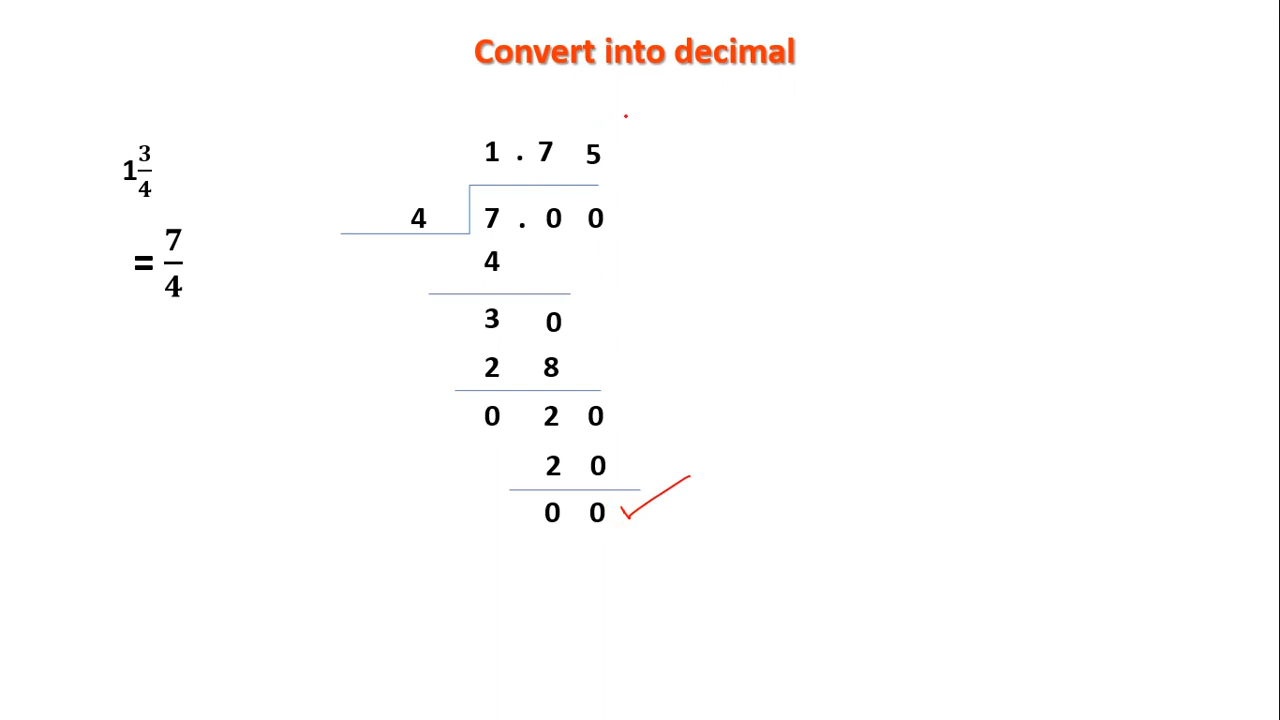 Convert into decimal
1 3/4
= 7/4
1 . 7 5
4 7 . 0 0
4
3 0
2 8
0 2 0
2 0
0 0